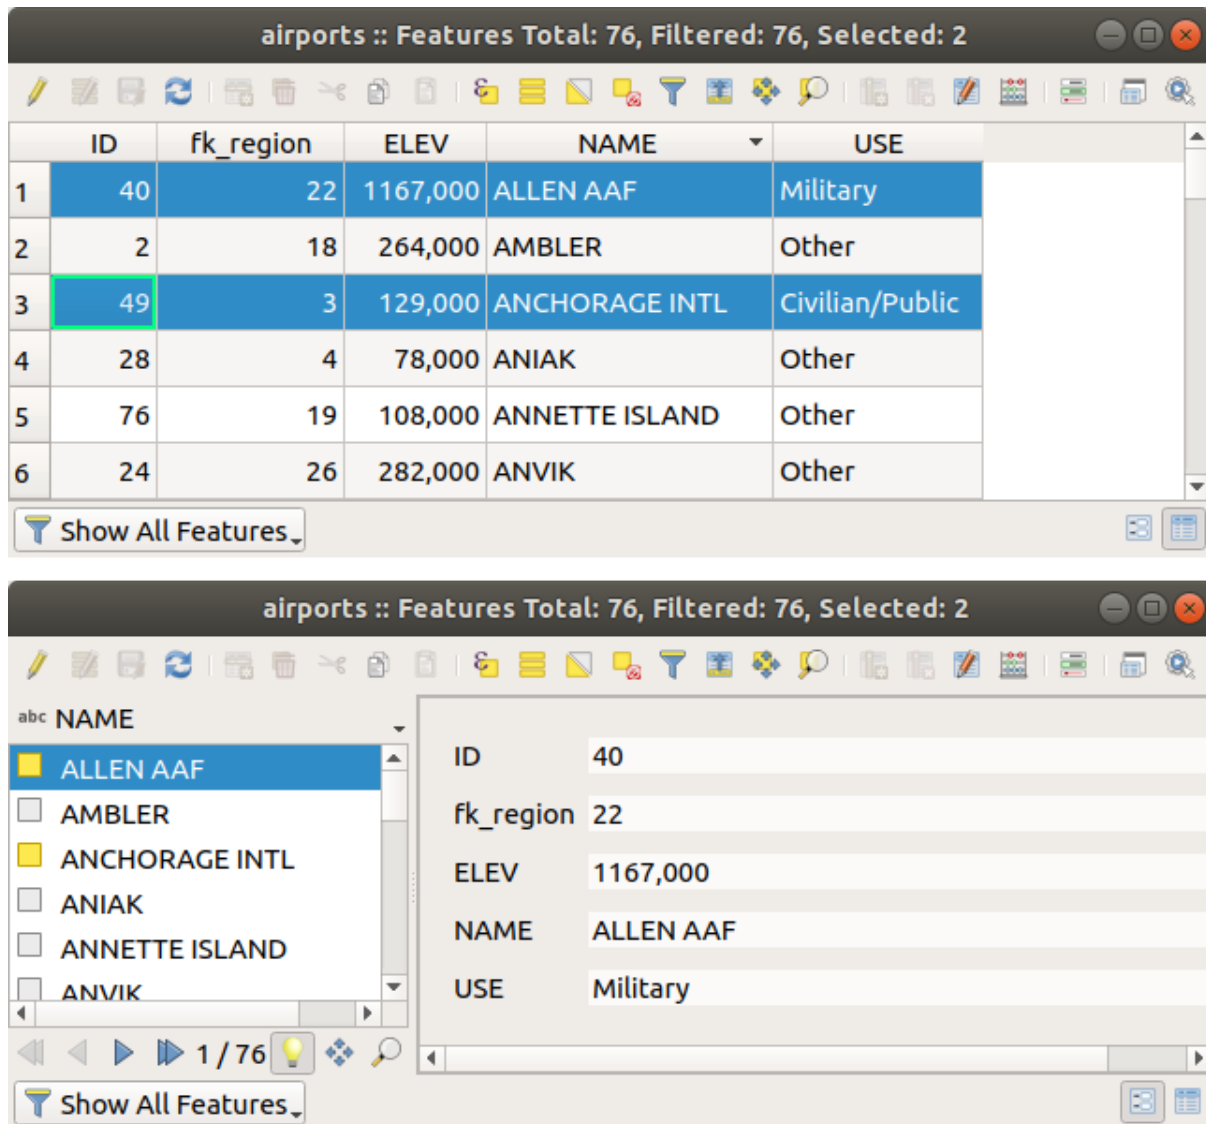 airports :: Features Total: 76, Filtered: 76, Selected: 2
ID fk_region ELEV NAME USE
1 40 22 1167,000 ALLEN AAF Military
2 2 18 264,000 AMBLER Other
3 49 3 129,000 ANCHORAGE INTL Civilian/Public
4 28 4 78,000 ANIAK Other
5 76 19 108,000 ANNETTE ISLAND Other
6 24 26 282,000 ANVIK Other
Show All Features
airports :: Features Total: 76, Filtered: 76, Selected: 2
abc NAME
ALLEN AAF
AMBLER
ANCHORAGE INTL
ANIAK
ANNETTE ISLAND
ANVIK
1 / 76
ID 40
fk_region 22
ELEV 1167,000
NAME ALLEN AAF
USE Military
Show All Features